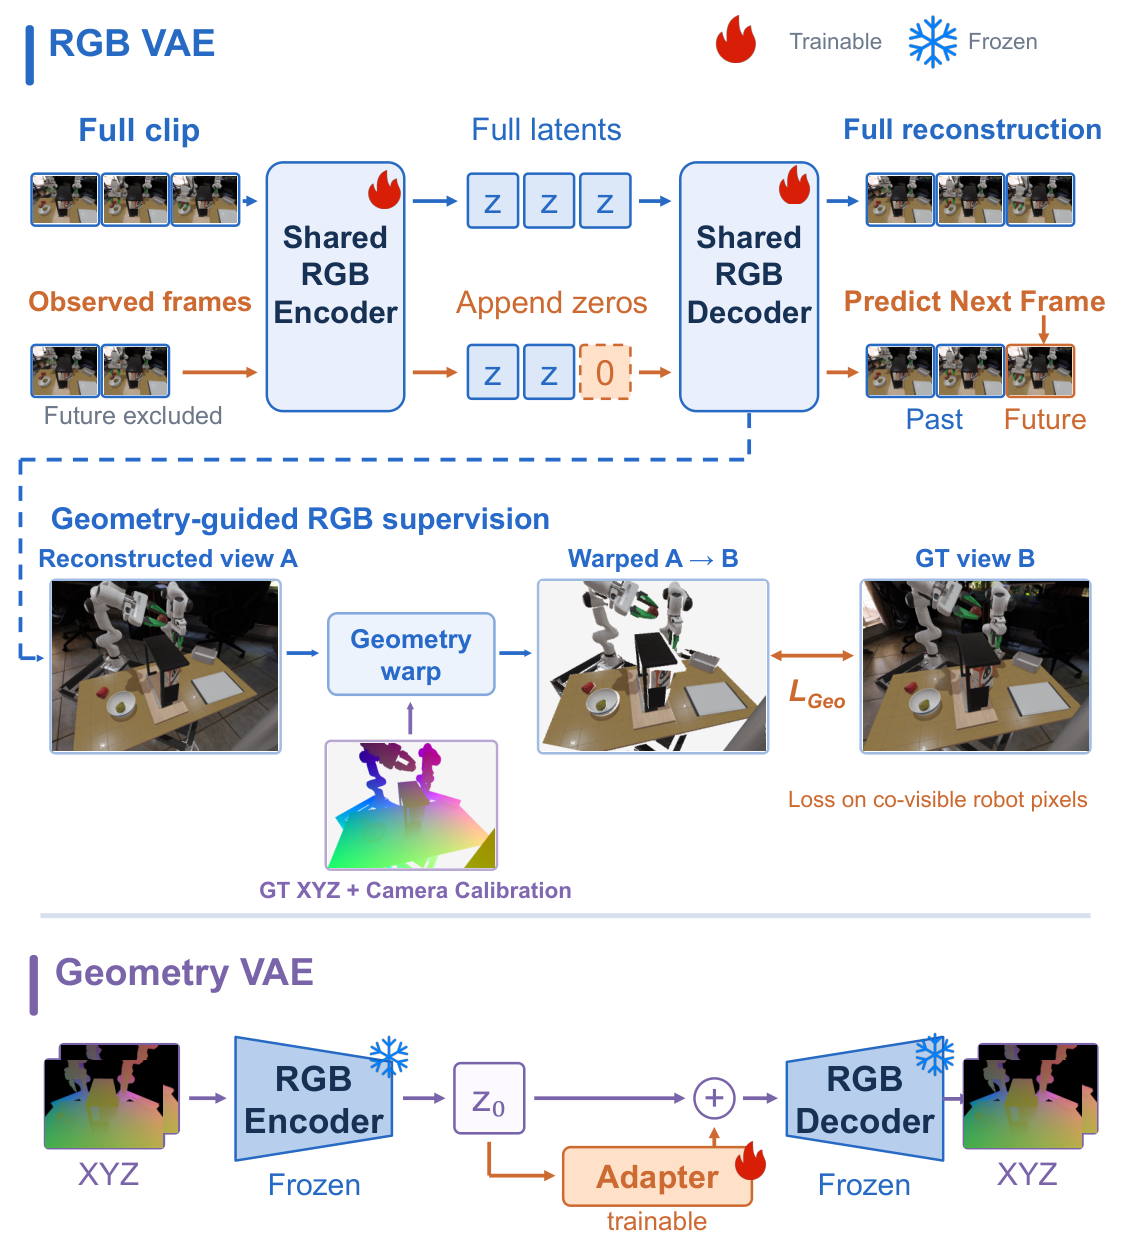 RGB VAE
Trainable
Frozen
Full clip
Full latents
Full reconstruction
Shared
RGB
Encoder
z z z
Shared
RGB
Decoder
Observed frames
Append zeros
Predict Next Frame
z z 0
Future excluded
Past
Future
Geometry-guided RGB supervision
Reconstructed view A
Warped A → B
GT view B
Geometry
warp
L_Geo
Loss on co-visible robot pixels
GT XYZ + Camera Calibration
Geometry VAE
RGB
Encoder
z₀
+
RGB
Decoder
XYZ
Frozen
Adapter
trainable
Frozen
XYZ